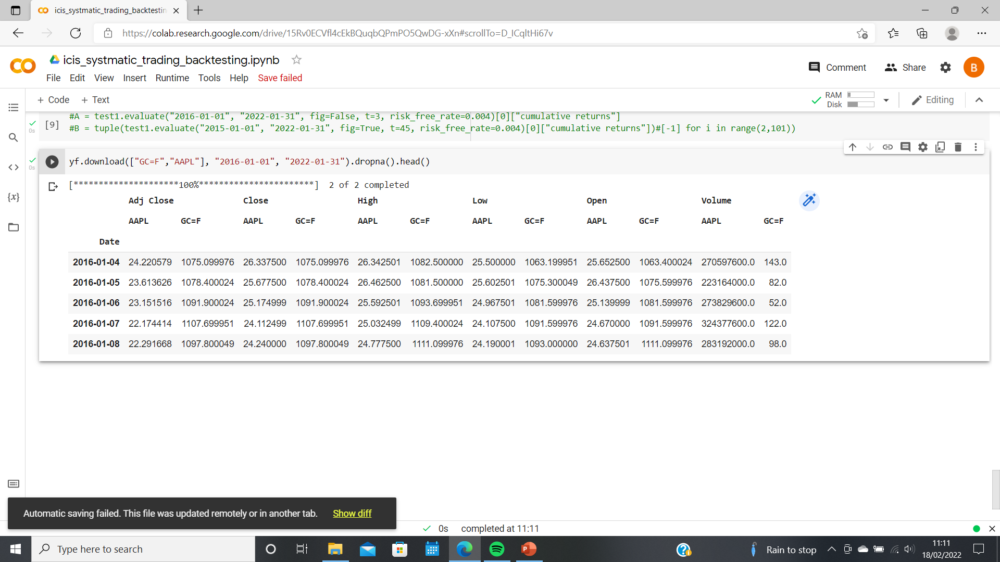 icis_systmatic_trading_backtestin
https://colab.research.google.com/drive/15Rv0ECVfl4cEkBQuqbQPmPO5QwDG-xXn#scrollTo=D_ICqltHi67v
icis_systmatic_trading_backtesting.ipynb
Comment Share B
File Edit View Insert Runtime Tools Help Save failed
+ Code + Text
RAM
Disk
Editing
#A = test1.evaluate("2016-01-01", "2022-01-31", fig=False, t=3, risk_free_rate=0.004)[0]["cumulative returns"]
[9]
0s
#B = tuple(test1.evaluate("2015-01-01", "2022-01-31", fig=True, t=45, risk_free_rate=0.004)[0]["cumulative returns"])#[-1] for i in range(2,101))
0s
yf.download(["GC=F","AAPL"], "2016-01-01", "2022-01-31").dropna().head()
{x}
[*********************100%***********************] 2 of 2 completed
Adj Close Close High Low Open Volume
AAPL GC=F AAPL GC=F AAPL GC=F AAPL GC=F AAPL GC=F AAPL GC=F
Date
2016-01-04 24.220579 1075.099976 26.337500 1075.099976 26.342501 1082.500000 25.500000 1063.199951 25.652500 1063.400024 270597600.0 143.0
2016-01-05 23.613626 1078.400024 25.677500 1078.400024 26.462500 1081.500000 25.602501 1075.300049 26.437500 1075.599976 223164000.0 82.0
2016-01-06 23.151516 1091.900024 25.174999 1091.900024 25.592501 1093.699951 24.967501 1081.599976 25.139999 1081.599976 273829600.0 52.0
2016-01-07 22.174414 1107.699951 24.112499 1107.699951 25.032499 1109.400024 24.107500 1091.599976 24.670000 1091.599976 324377600.0 122.0
2016-01-08 22.291668 1097.800049 24.240000 1097.800049 24.777500 1111.099976 24.190001 1093.000000 24.637501 1111.099976 283192000.0 98.0
Automatic saving failed. This file was updated remotely or in another tab. Show diff
0s completed at 11:11
Type here to search
Rain to stop
11:11
18/02/2022